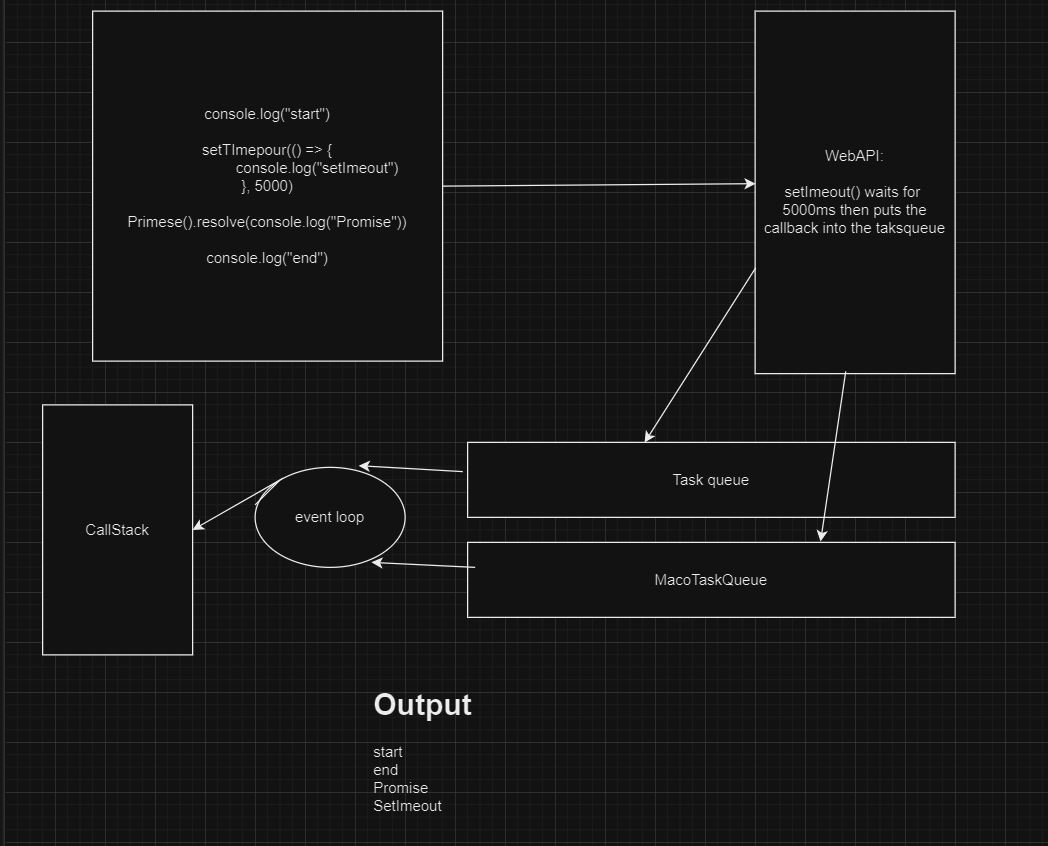 console.log("start")
setTImepour(() => {
console.log("setImeout")
}, 5000)
Primese().resolve(console.log("Promise"))
console.log("end")
WebAPI:
setImeout() waits for
5000ms then puts the
callback into the taksqueue
Task queue
event loop
CallStack
MacoTaskQueue
Output
start
end
Promise
SetImeout